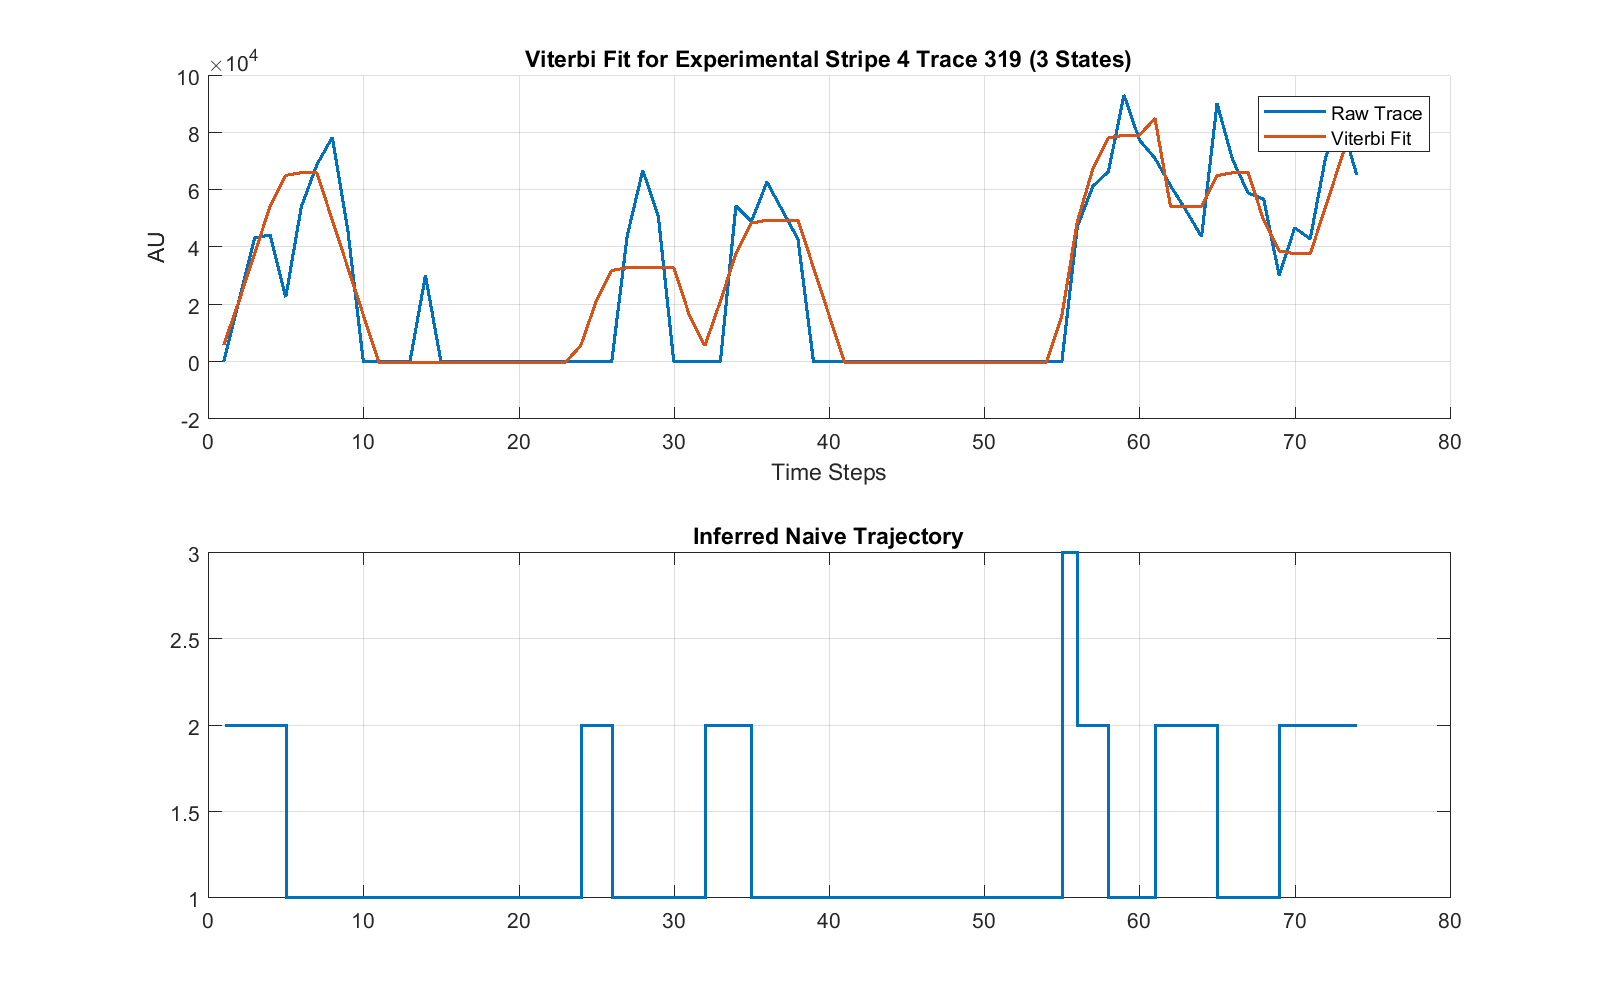 Viterbi Fit for Experimental Stripe 4 Trace 319 (3 States)
×10⁴
10
8
6
4
2
0
-2
AU
Raw Trace
Viterbi Fit
0 10 20 30 40 50 60 70 80
Time Steps
Inferred Naive Trajectory
3
2.5
2
1.5
1
0 10 20 30 40 50 60 70 80